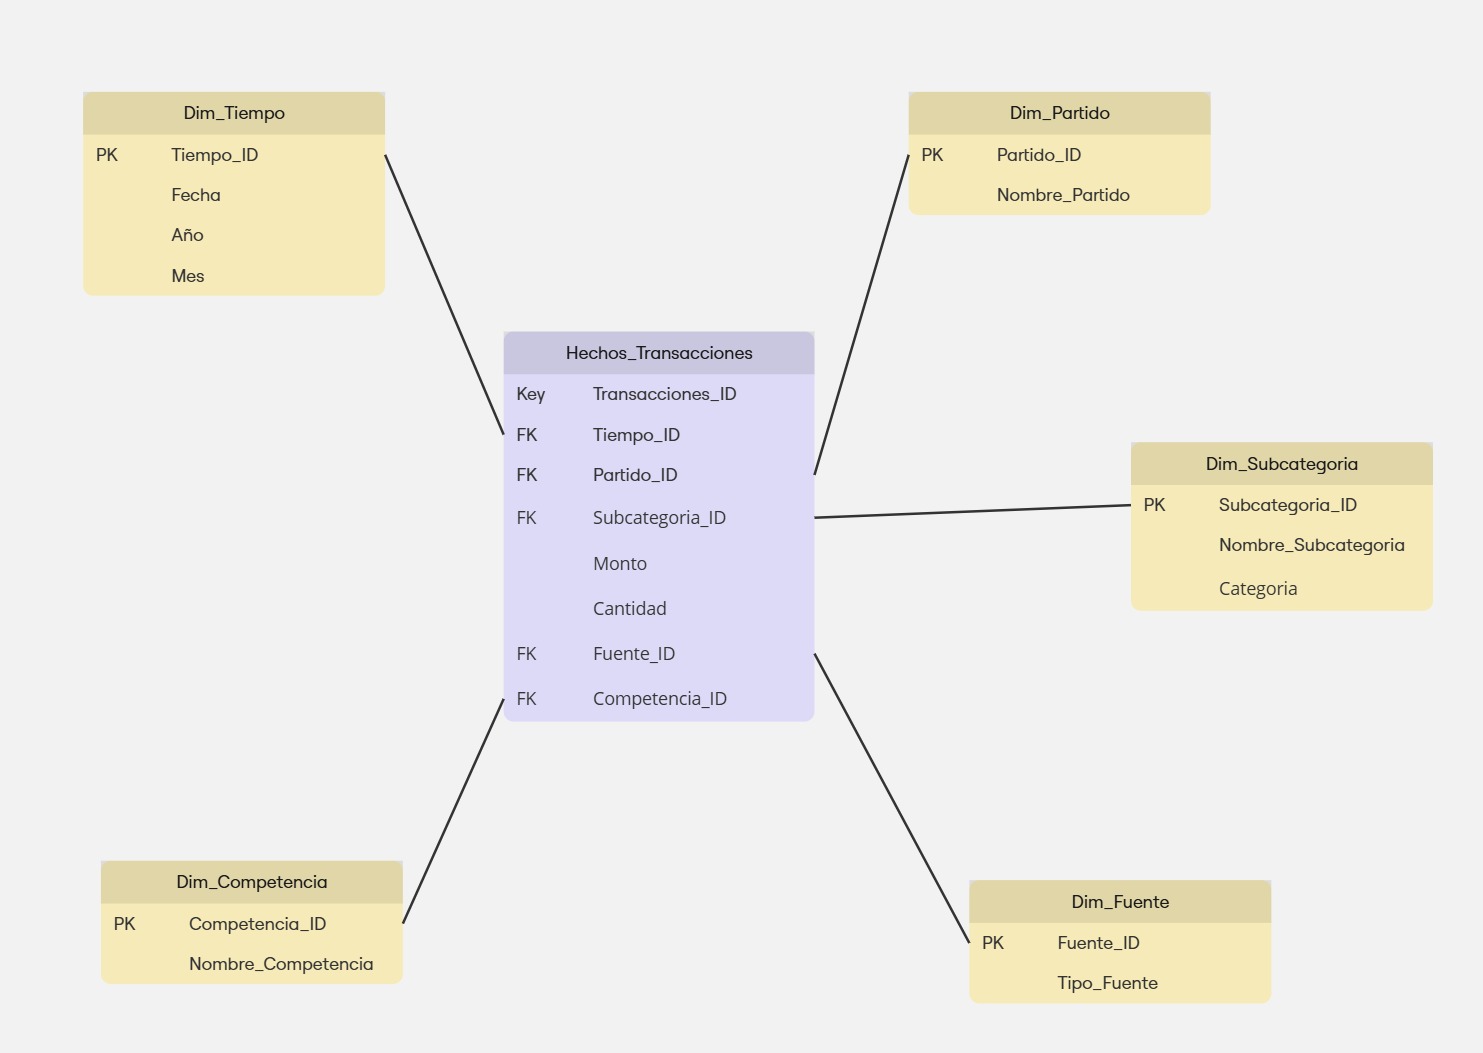 Dim_Tiempo
PK Tiempo_ID
Fecha
Año
Mes
Dim_Partido
PK Partido_ID
Nombre_Partido
Hechos_Transacciones
Key Transacciones_ID
FK Tiempo_ID
FK Partido_ID
FK Subcategoria_ID
Monto
Cantidad
FK Fuente_ID
FK Competencia_ID
Dim_Subcategoria
PK Subcategoria_ID
Nombre_Subcategoria
Categoria
Dim_Competencia
PK Competencia_ID
Nombre_Competencia
Dim_Fuente
PK Fuente_ID
Tipo_Fuente